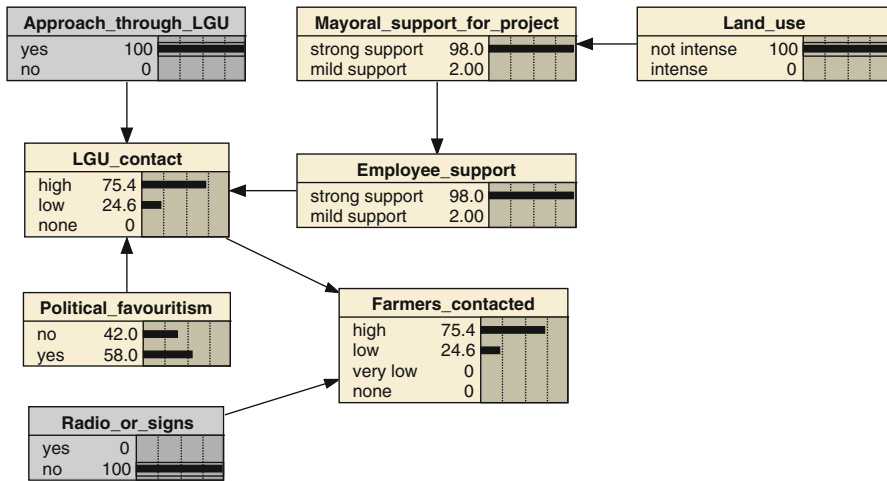 Approach_through_LGU
yes 100
no 0
Mayoral_support_for_project
strong support 98.0
mild support 2.00
Land_use
not intense 100
intense 0
LGU_contact
high 75.4
low 24.6
none 0
Employee_support
strong support 98.0
mild support 2.00
Political_favouritism
no 42.0
yes 58.0
Farmers_contacted
high 75.4
low 24.6
very low 0
none 0
Radio_or_signs
yes 0
no 100